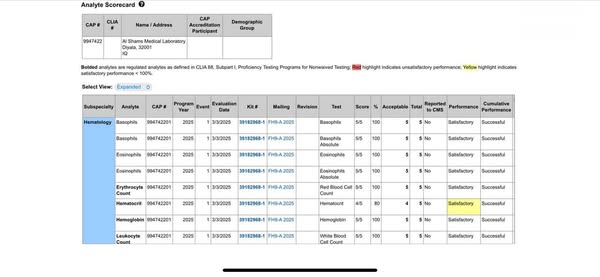 Analyte Scorecard ?
CAP # CLIA # Name / Address CAP Accreditation Participant Demographic Group
9947422 Al Shams Medical Laboratory
Diyala, 32001
IQ
Bolded analytes are regulated analytes as defined in CLIA 88, Subpart I, Proficiency Testing Programs for Nonwaived Testing; Red highlight indicates unsatisfactory performance, Yellow highlight indicates
satisfactory performance < 100%.
Select View: Expanded
Subspecialty Analyte CAP # Program Year Event Evaluation Date Kit # Mailing Revision Test Score % Acceptable Total Reported to CMS Performance Cumulative Performance
Hematology Basophils 994742201 2025 1 3/3/2025 39182968-1 FH9-A 2025 Basophils 5/5 100 5 5 No Satisfactory Successful
Basophils 994742201 2025 1 3/3/2025 39182968-1 FH9-A 2025 Basophils Absolute 5/5 100 5 5 No Satisfactory Successful
Eosinophils 994742201 2025 1 3/3/2025 39182968-1 FH9-A 2025 Eosinophils 5/5 100 5 5 No Satisfactory Successful
Eosinophils 994742201 2025 1 3/3/2025 39182968-1 FH9-A 2025 Eosinophils Absolute 5/5 100 5 5 No Satisfactory Successful
Erythrocyte Count 994742201 2025 1 3/3/2025 39182968-1 FH9-A 2025 Red Blood Cell Count 5/5 100 5 5 No Satisfactory Successful
Hematocrit 994742201 2025 1 3/3/2025 39182968-1 FH9-A 2025 Hematocrit 4/5 80 4 5 No Satisfactory Successful
Hemoglobin 994742201 2025 1 3/3/2025 39182968-1 FH9-A 2025 Hemoglobin 5/5 100 5 5 No Satisfactory Successful
Leukocyte Count 994742201 2025 1 3/3/2025 39182968-1 FH9-A 2025 White Blood Cell Count 5/5 100 5 5 No Satisfactory Successful